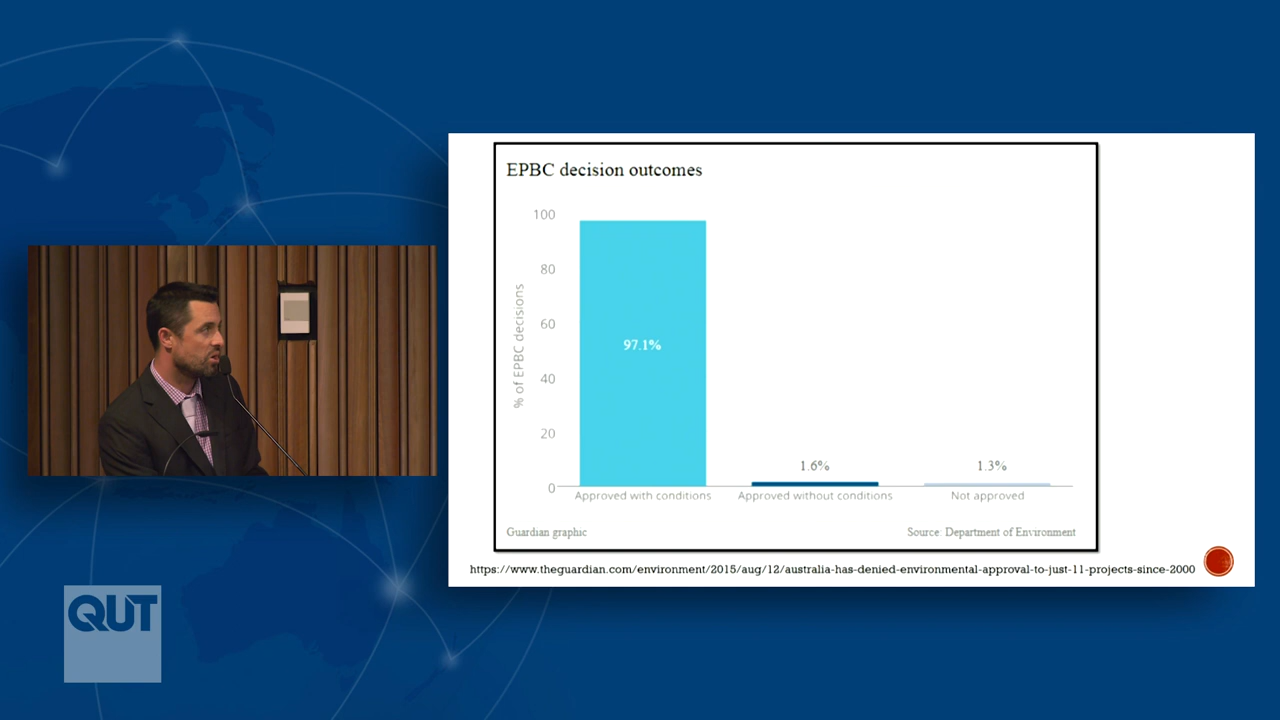 EPBC decision outcomes
% of EPBC decisions
100
80
60
40
20
0
97.1%
1.6%
1.3%
Approved with conditions
Approved without conditions
Not approved
Guardian graphic
Source: Department of Environment
https://www.theguardian.com/environment/2015/aug/12/australia-has-denied-environmental-approval-to-just-11-projects-since-2000
QUT